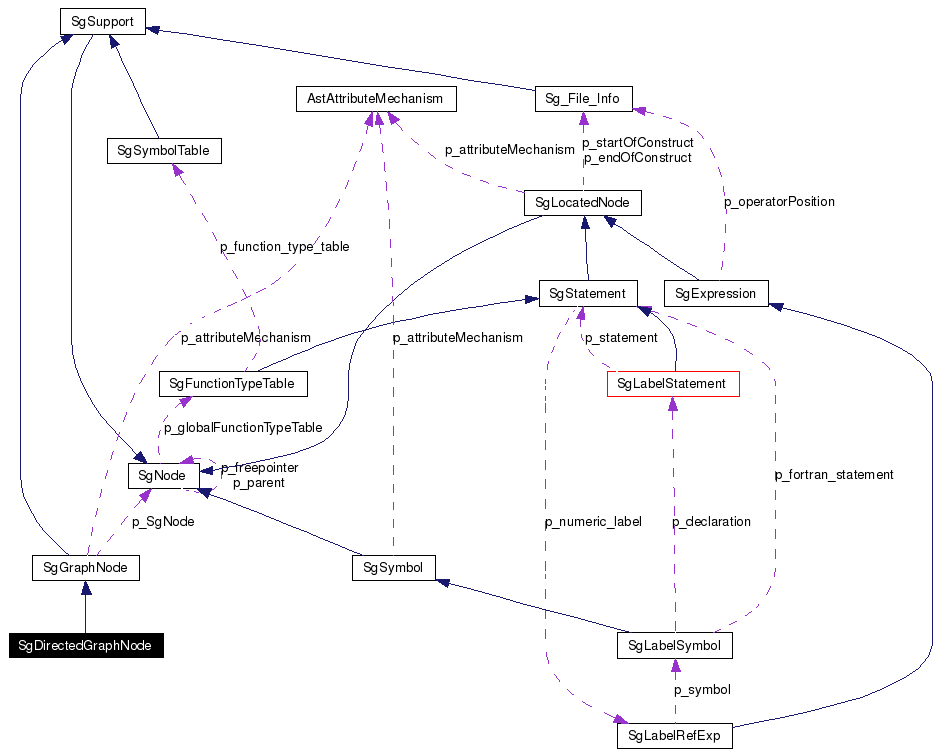 SgSupport
AstAttributeMechanism
Sg_File_Info
SgSymbolTable
p_attributeMechanism
p_startOfConstruct
p_endOfConstruct
SgLocatedNode
p_operatorPosition
p_function_type_table
SgStatement
SgExpression
p_attributeMechanism
p_attributeMechanism
p_statement
SgFunctionTypeTable
SgLabelStatement
p_globalFunctionTypeTable
SgNode
p_freepointer
p_parent
p_fortran_statement
p_SgNode
p_numeric_label
p_declaration
SgGraphNode
SgSymbol
SgDirectedGraphNode
SgLabelSymbol
p_symbol
SgLabelRefExp